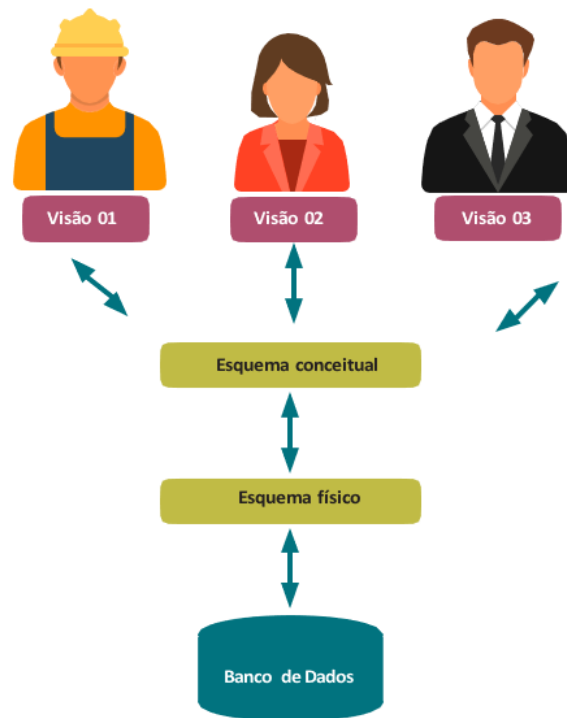 Visão 01
Visão 02
Visão 03
Esquema conceitual
Esquema físico
Banco de Dados